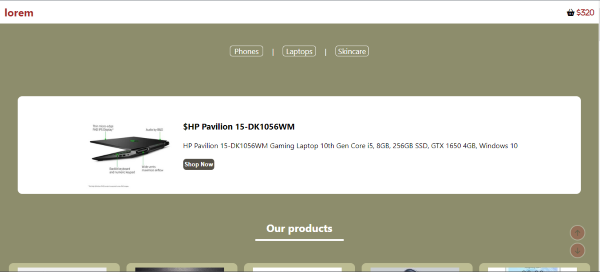 lorem
$320
Phones | Laptops | Skincare
$HP Pavilion 15-DK1056WM
HP Pavilion 15-DK1056WM Gaming Laptop 10th Gen Core i5, 8GB, 256GB SSD, GTX 1650 4GB, Windows 10
Shop Now
Our products